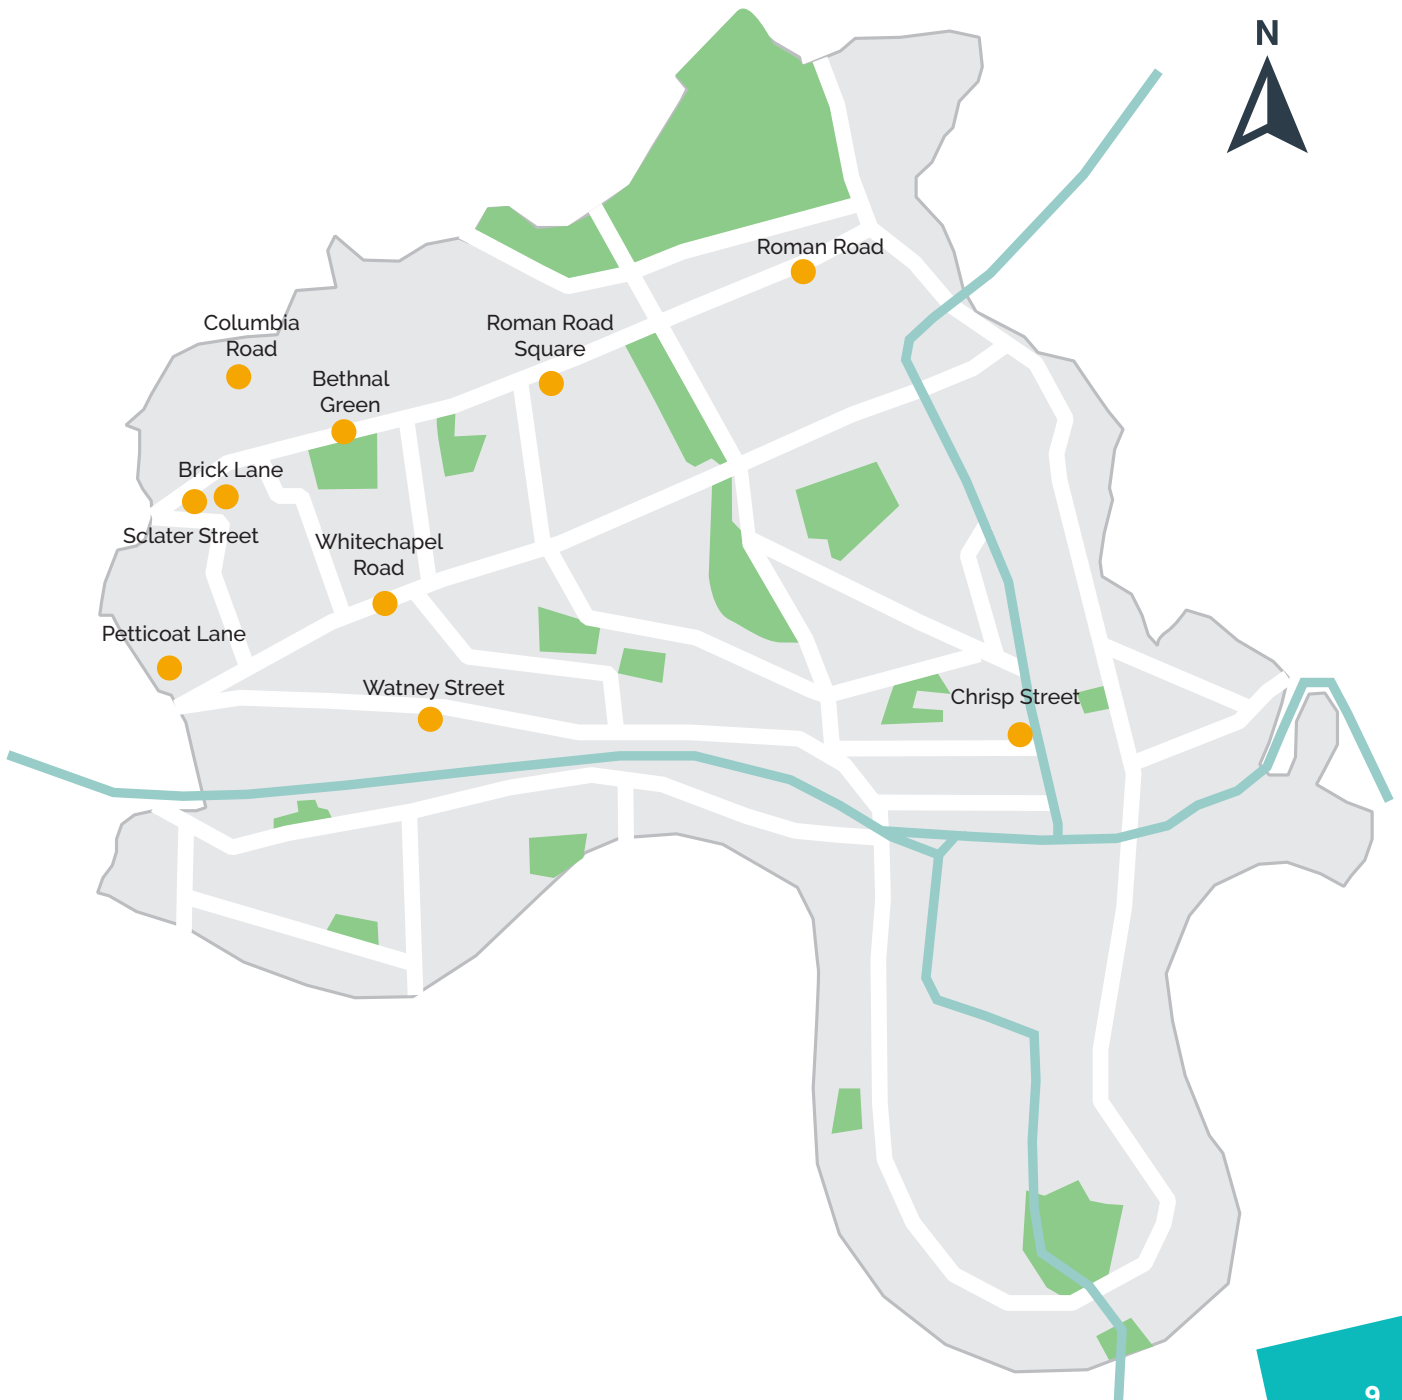 N
Roman Road
Columbia
Road
Roman Road
Square
Bethnal
Green
Brick Lane
Sclater Street
Whitechapel
Road
Petticoat Lane
Watney Street
Chrisp Street
9